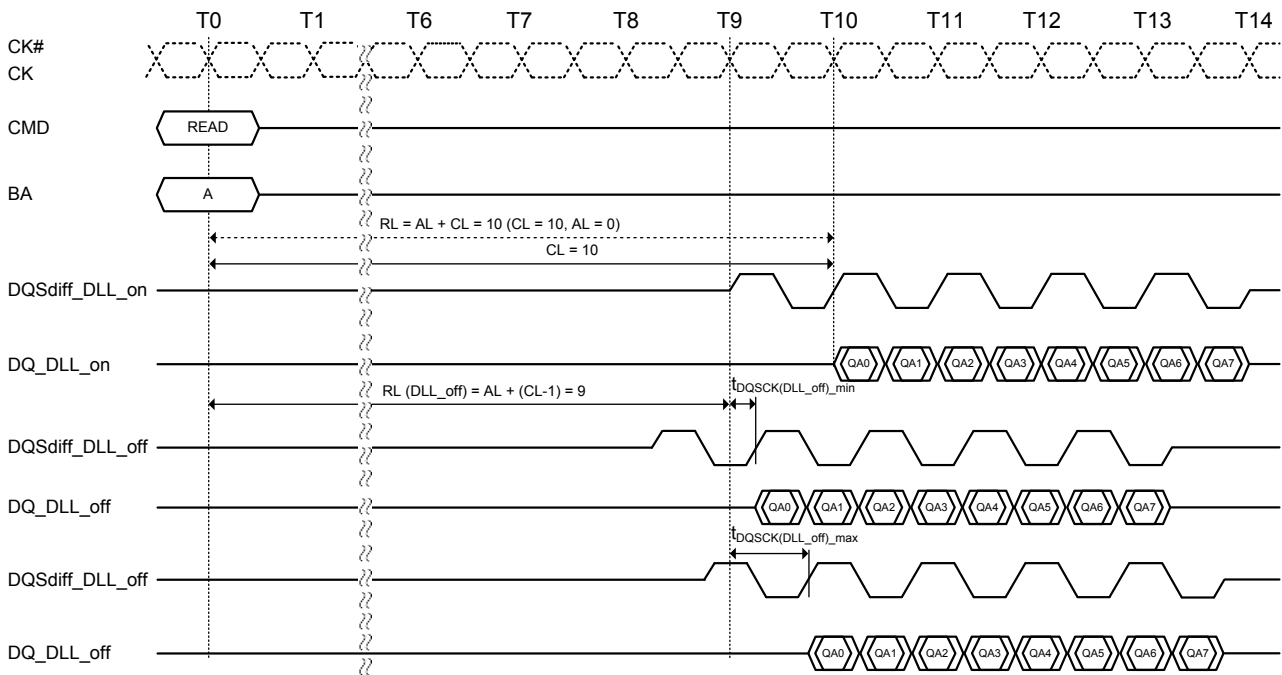 T0 T1 T6 T7 T8 T9 T10 T11 T12 T13 T14
CK#
CK
CMD READ
BA A
RL = AL + CL = 10 (CL = 10, AL = 0)
CL = 10
DQSdiff_DLL_on
DQ_DLL_on QA0 QA1 QA2 QA3 QA4 QA5 QA6 QA7
RL (DLL_off) = AL + (CL-1) = 9 tDQSCK(DLL_off)_min
DQSdiff_DLL_off
DQ_DLL_off QA0 QA1 QA2 QA3 QA4 QA5 QA6 QA7
tDQSCK(DLL_off)_max
DQSdiff_DLL_off
DQ_DLL_off QA0 QA1 QA2 QA3 QA4 QA5 QA6 QA7